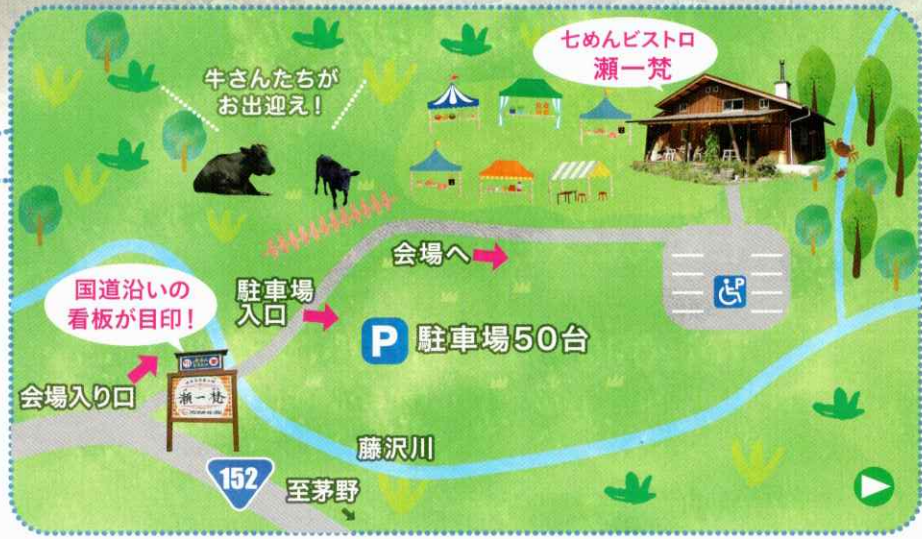 牛さんたちが
お出迎え！
七めんビストロ
瀬一梵
会場へ
国道沿いの
看板が目印！
駐車場
入口
P 駐車場50台
P
会場入り口
瀬一梵
藤沢川
152
至茅野